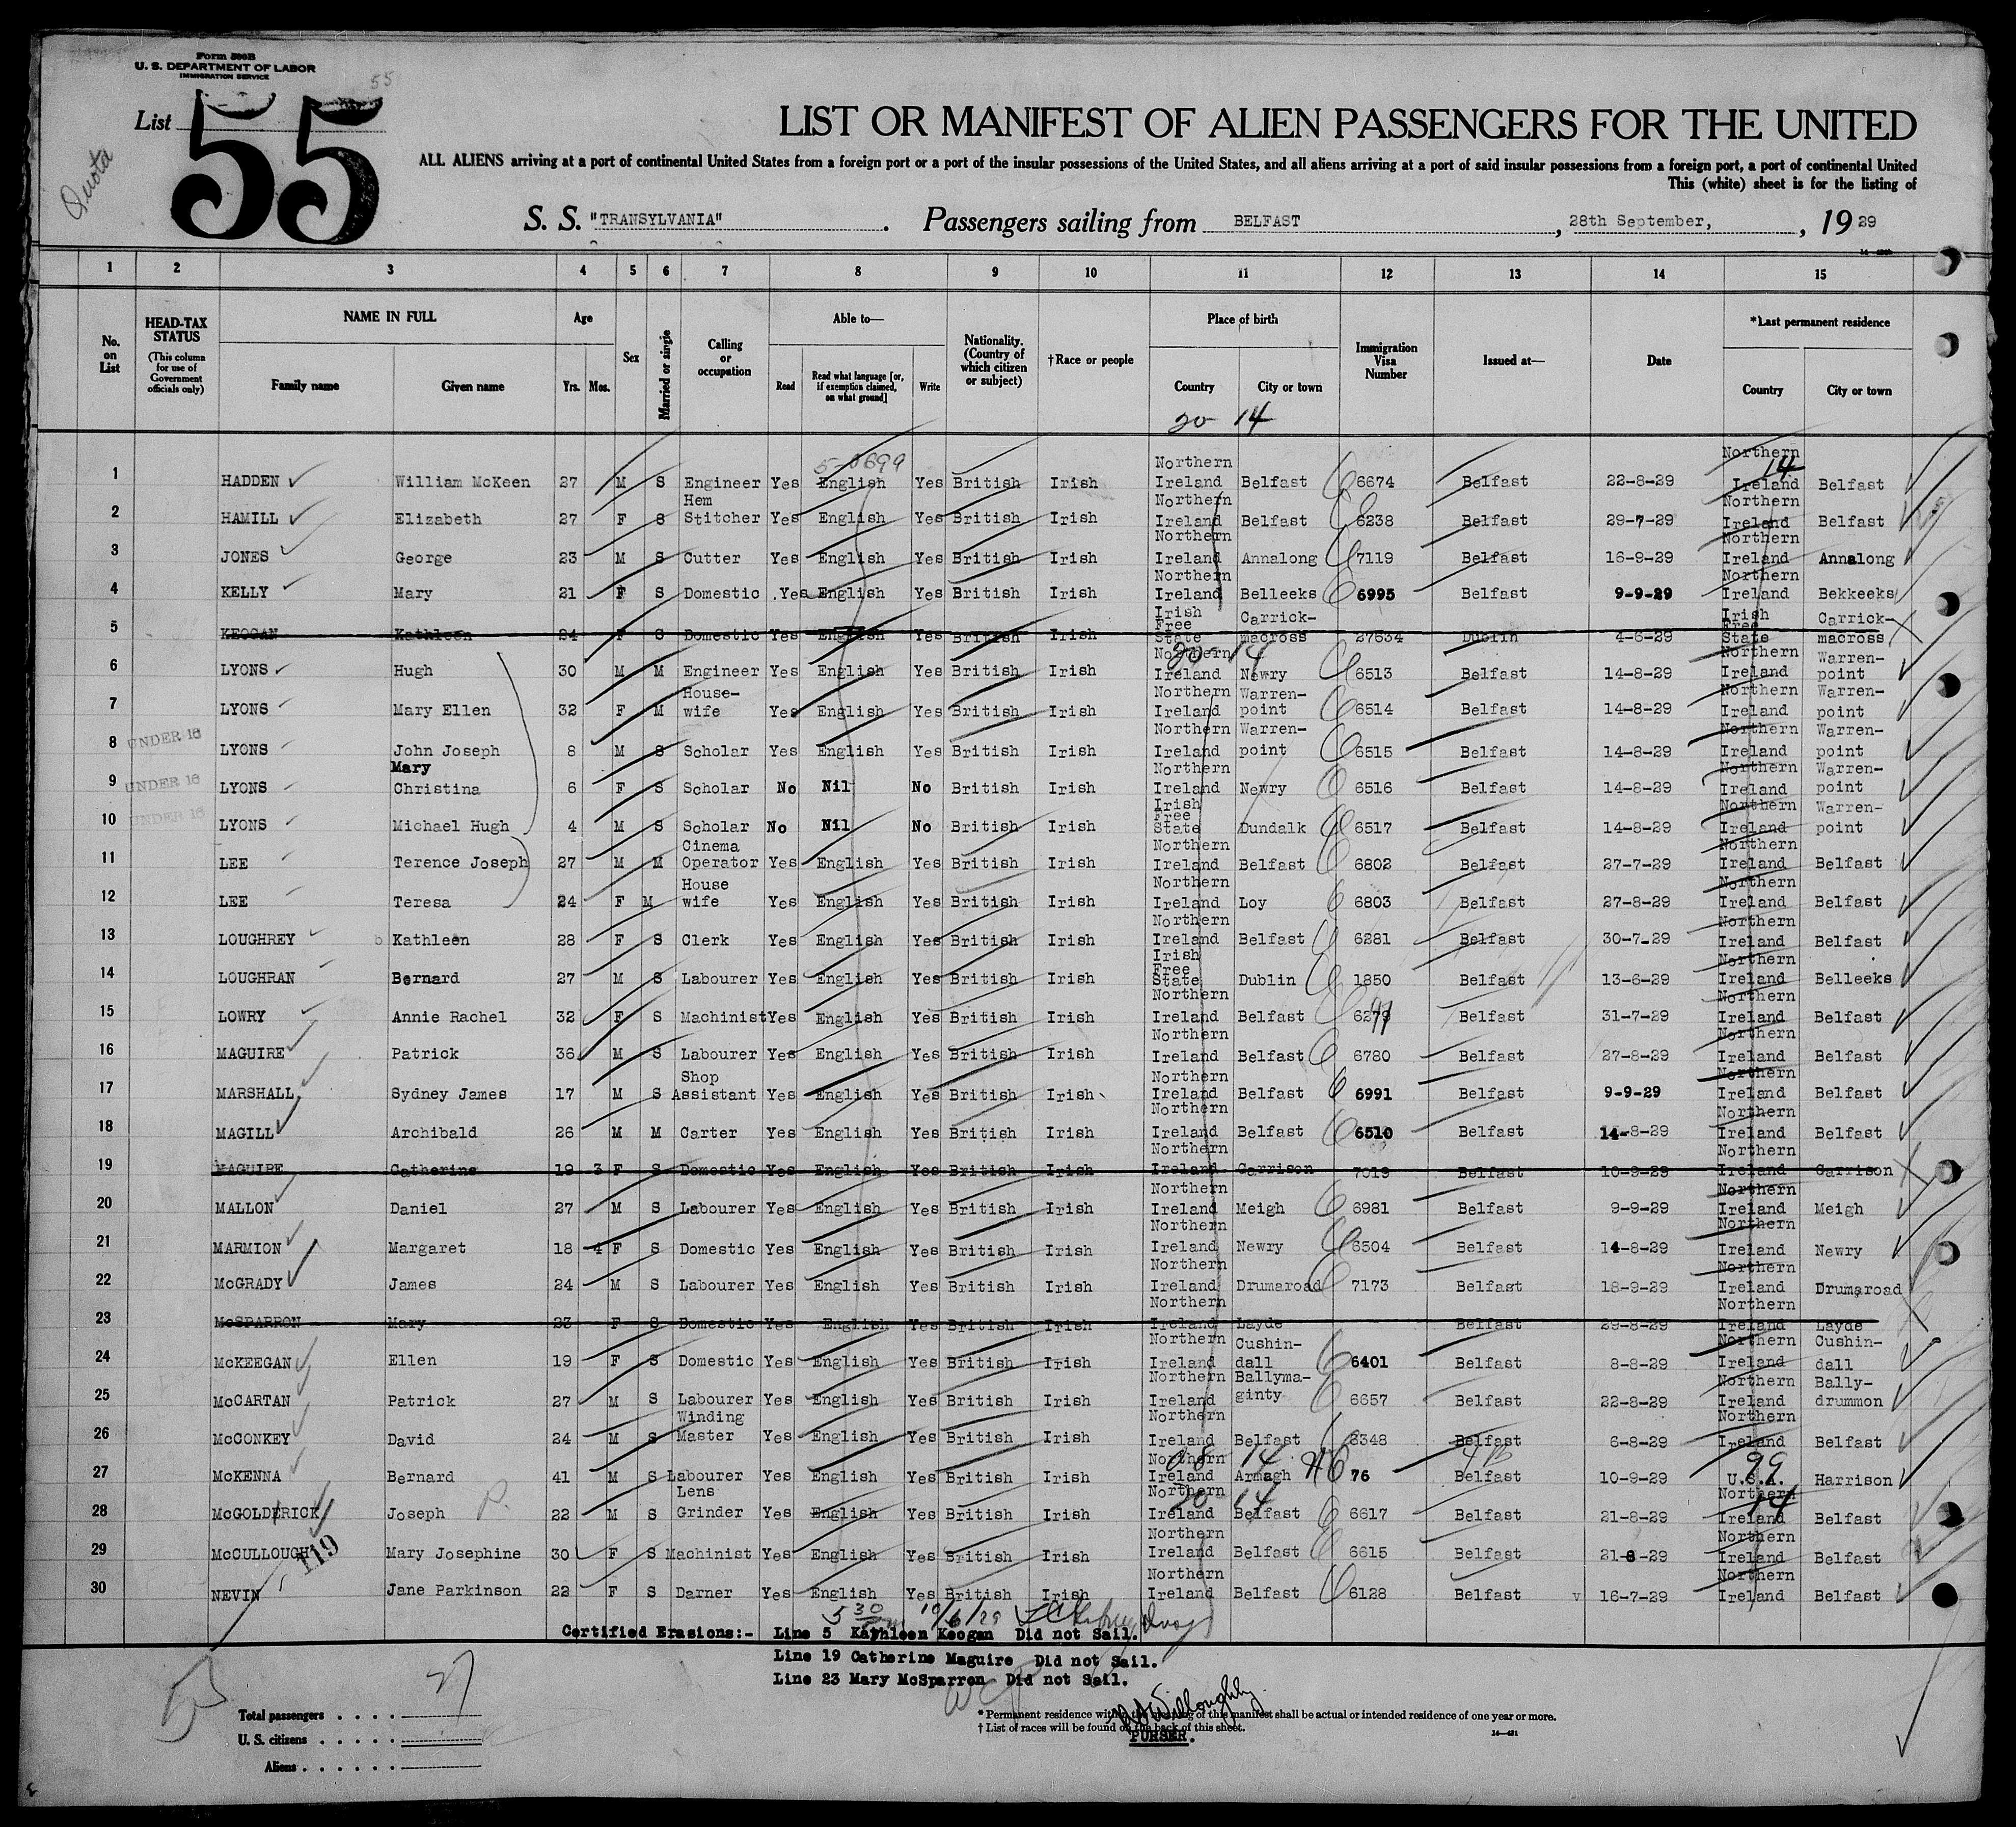 Form 500B
U. S. DEPARTMENT OF LABOR
IMMIGRATION SERVICE
55
List 55
Quota
LIST OR MANIFEST OF ALIEN PASSENGERS FOR THE UNITED
ALL ALIENS arriving at a port of continental United States from a foreign port or a port of the insular possessions of the United States, and all aliens arriving at a port of said insular possessions from a foreign port, a port of continental United
This (white) sheet is for the listing of
S. S. "TRANSYLVANIA". Passengers sailing from BELFAST, 28th September, 19 29
1 2 3 4 5 6 7 8 9 10 11 12 13 14 15
No. on List
HEAD-TAX STATUS (This column for use of Government officials only)
NAME IN FULL Family name Given name
Age Yrs. Mos.
Sex
Married or single
Calling or occupation
Able to— Read Read what language [or, if exemption claimed, on what ground] Write
Nationality. (Country of which citizen or subject)
†Race or people
Place of birth Country City or town
Immigration Visa Number
Issued at—
Date
*Last permanent residence Country City or town
20 14
5-0699
14
1 HADDEN William McKeen 27 M S Engineer Yes English Yes British Irish Northern Ireland Belfast 6674 Belfast 22-8-29 Northern Ireland Belfast
2 HAMILL Elizabeth 27 F S Hem Stitcher Yes English Yes British Irish Northern Ireland Belfast 6238 Belfast 29-7-29 Northern Ireland Belfast
3 JONES George 23 M S Cutter Yes English Yes British Irish Northern Ireland Annalong 7119 Belfast 16-9-29 Northern Ireland Annalong
4 KELLY Mary 21 F S Domestic .Yes English Yes British Irish Northern Ireland Belleeks 6995 Belfast 9-9-29 Northern Ireland Bekkeeks
5 KEOGAN Kathleen 24 F S Domestic Yes English Yes British Irish Irish Free State Carrick-macross 27634 Dublin 4-6-29 Irish Free State Carrick-macross
20 14
6 LYONS Hugh 30 M M Engineer Yes English Yes British Irish Northern Ireland Newry 6513 Belfast 14-8-29 Northern Ireland Warren-point
7 LYONS Mary Ellen 32 F M House-wife Yes English Yes British Irish Northern Ireland Warren-point 6514 Belfast 14-8-29 Northern Ireland Warren-point
8 UNDER 16 LYONS John Joseph 8 M S Scholar Yes English Yes British Irish Northern Ireland Warren-point 6515 Belfast 14-8-29 Northern Ireland Warren-point
9 UNDER 16 LYONS Mary Christina 6 F S Scholar No Nil No British Irish Northern Ireland Newry 6516 Belfast 14-8-29 Northern Ireland Warren-point
10 UNDER 16 LYONS Michael Hugh 4 M S Scholar No Nil No British Irish Irish Free State Dundalk 6517 Belfast 14-8-29 Northern Ireland Warren-point
11 LEE Terence Joseph 27 M M Cinema Operator Yes English Yes British Irish Northern Ireland Belfast 6802 Belfast 27-7-29 Northern Ireland Belfast
12 LEE Teresa 24 F M House wife Yes English Yes British Irish Northern Ireland Loy 6803 Belfast 27-8-29 Northern Ireland Belfast
13 LOUGHREY Kathleen 28 F S Clerk Yes English Yes British Irish Northern Ireland Belfast 6281 Belfast 30-7-29 Northern Ireland Belfast
14 LOUGHRAN Bernard 27 M S Labourer Yes English Yes British Irish Irish Free State Dublin 1850 Belfast 13-6-29 Northern Ireland Belleeks
15 LOWRY Annie Rachel 32 F S Machinist Yes English Yes British Irish Northern Ireland Belfast Belfast 31-7-29 Northern Ireland Belfast
16 MAGUIRE Patrick 36 M S Labourer Yes English Yes British Irish Northern Ireland Belfast 6780 Belfast 27-8-29 Northern Ireland Belfast
17 MARSHALL Sydney James 17 M S Shop Assistant Yes English Yes British Irish Northern Ireland Belfast 6991 Belfast 9-9-29 Northern Ireland Belfast
18 MAGILL Archibald 26 M M Carter Yes English Yes British Irish Northern Ireland Belfast 6510 Belfast 14-8-29 Northern Ireland Belfast
19 MAGUIRE Catherine 19 3 F S Domestic Yes English Yes British Irish Northern Ireland Garrison 7019 Belfast 10-9-29 Northern Ireland Garrison
20 MALLON Daniel 27 M S Labourer Yes English Yes British Irish Northern Ireland Meigh 6981 Belfast 9-9-29 Northern Ireland Meigh
21 MARMION Margaret 18 4 F S Domestic Yes English Yes British Irish Northern Ireland Newry 6504 Belfast 14-8-29 Northern Ireland Newry
22 McGRADY James 24 M S Labourer Yes English Yes British Irish Northern Ireland Drumaroad 7173 Belfast 18-9-29 Northern Ireland Drumaroad
23 McSPARRON Mary 23 F S Domestic Yes English Yes British Irish Northern Ireland Layde Belfast 29-8-29 Northern Ireland Layde
24 McKEEGAN Ellen 19 F S Domestic Yes English Yes British Irish Northern Ireland Cushin-dall 6401 Belfast 8-8-29 Northern Ireland Cushin-dall
25 McCARTAN Patrick 27 M S Labourer Yes English Yes British Irish Northern Ireland Ballyma-ginty 6657 Belfast 22-8-29 Northern Ireland Bally-drummon
26 McCONKEY David 24 M S Winding Master Yes English Yes British Irish Northern Ireland Belfast 6348 Belfast 6-8-29 Northern Ireland Belfast
27 McKENNA Bernard 41 M S Labourer Yes English Yes British Irish Northern Ireland Armagh 76 Belfast 10-9-29 U.S.A. Harrison
99
20 14
14
28 McGOLDERICK Joseph 22 M S Lens Grinder Yes English Yes British Irish Northern Ireland Belfast 6617 Belfast 21-8-29 Northern Ireland Belfast
29 McCULLOUGH Mary Josephine 30 F S Machinist Yes English Yes British Irish Northern Ireland Belfast 6615 Belfast 21-8-29 Northern Ireland Belfast
119
30 NEVIN Jane Parkinson 22 F S Darner Yes English Yes British Irish Northern Ireland Belfast 6128 Belfast 16-7-29 Northern Ireland Belfast
5 30
Certified Erasions:- Line 5 Kathleen Keogan Did not Sail.
Line 19 Catherine Maguire Did not Sail.
Line 23 Mary McSparron Did not Sail.
Total passengers . . . . 27
U. S. citizens . . . . .
Aliens . . . . . .
Willoughby
PURSER.
* Permanent residence within the meaning of this manifest shall be actual or intended residence of one year or more.
† List of races will be found on the back of this sheet.